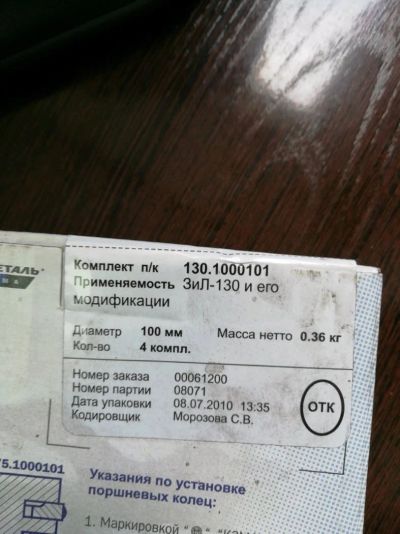 ЕТАЛЬ
Комплект п/к 130.1000101
Применяемость ЗиЛ-130 и его
модификации
Диаметр 100 мм Масса нетто 0.36 кг
Кол-во 4 компл.
Номер заказа 00061200
Номер партии 08071
Дата упаковки 08.07.2010 13:35
Кодировщик Морозова С.В.
ОТК
5.1000101
Указания по установке
поршневых колец:
1. Маркировкой